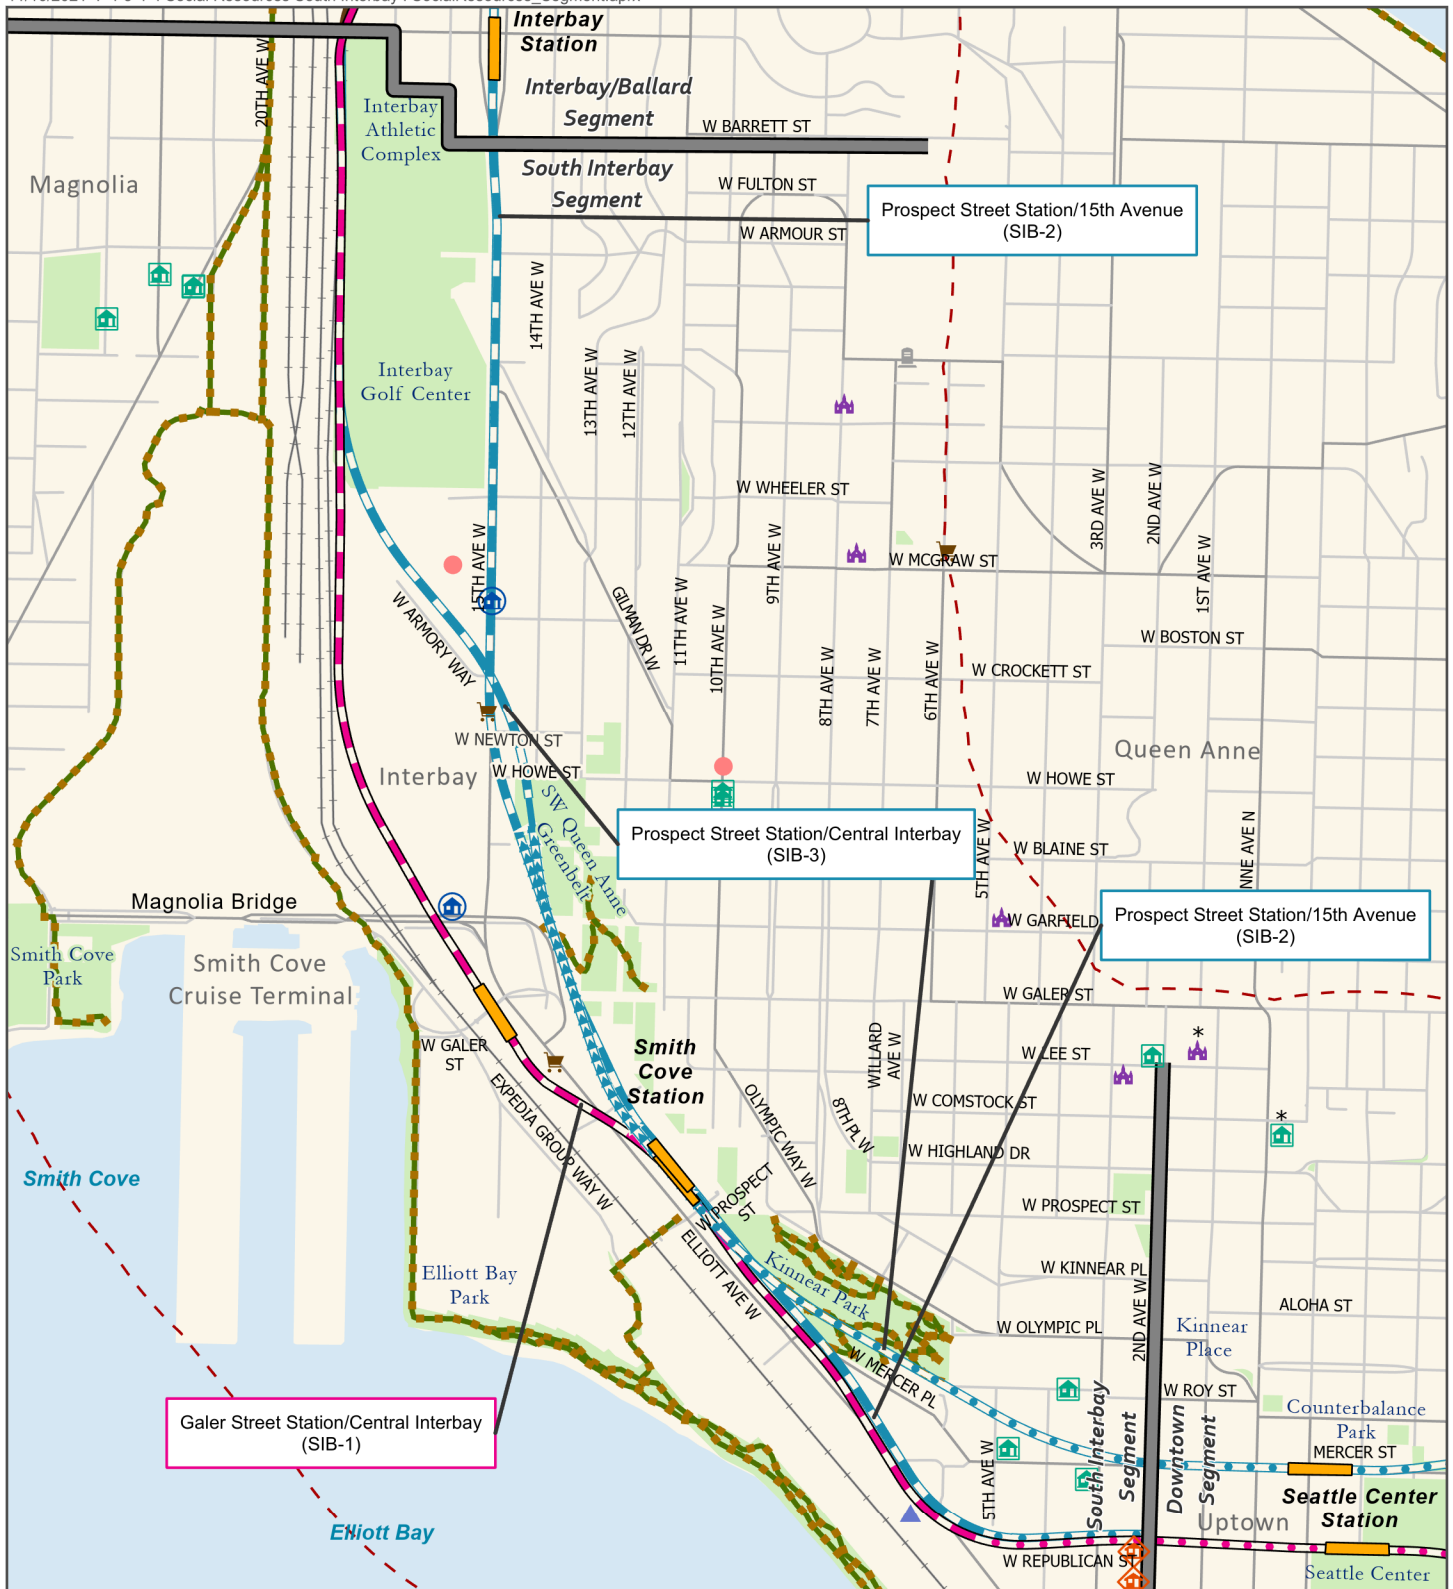 Interbay
Station
20TH AVE W
Interbay/Ballard
Segment
Interbay
Athletic
Complex
W BARRETT ST
South Interbay
Segment
Magnolia
W FULTON ST
Prospect Street Station/15th Avenue
(SIB-2)
W ARMOUR ST
14TH AVE W
Interbay
Golf Center
13TH AVE W
12TH AVE W
W WHEELER ST
3RD AVE W
2ND AVE W
15TH AVE W
9TH AVE W
W MCGRAW ST
1ST AVE W
W ARMORY WAY
GILMAN DR W
11TH AVE W
10TH AVE W
W BOSTON ST
8TH AVE W
7TH AVE W
6TH AVE W
W CROCKETT ST
W NEWTON ST
Queen Anne
Interbay
W HOWE ST
W HOWE ST
SW Queen Anne
Greenbelt
Prospect Street Station/Central Interbay
(SIB-3)
5TH AVE W
W BLAINE ST
NNE AVE N
Magnolia Bridge
W GARFIELD
Prospect Street Station/15th Avenue
(SIB-2)
Smith Cove
Park
Smith Cove
Cruise Terminal
W GALER ST
W GALER
ST
Smith
Cove
Station
WILLARD
AVE W
W LEE ST
*
EXPEDIA GROUP WAY W
OLYMPIC WAY W
8TH PL W
W COMSTOCK ST
*
W HIGHLAND DR
Smith Cove
W PROSPECT
ST
W PROSPECT ST
ELLIOTT AVE W
Kinnear Park
Elliott Bay
Park
W KINNEAR PL
2ND AVE W
ALOHA ST
W OLYMPIC PL
Kinnear
Place
W MERCER PL
W ROY ST
Galer Street Station/Central Interbay
(SIB-1)
South Interbay
Segment
Downtown
Segment
Counterbalance
Park
MERCER ST
5TH AVE W
Seattle Center
Station
Elliott Bay
Uptown
W REPUBLICAN ST
Seattle Center